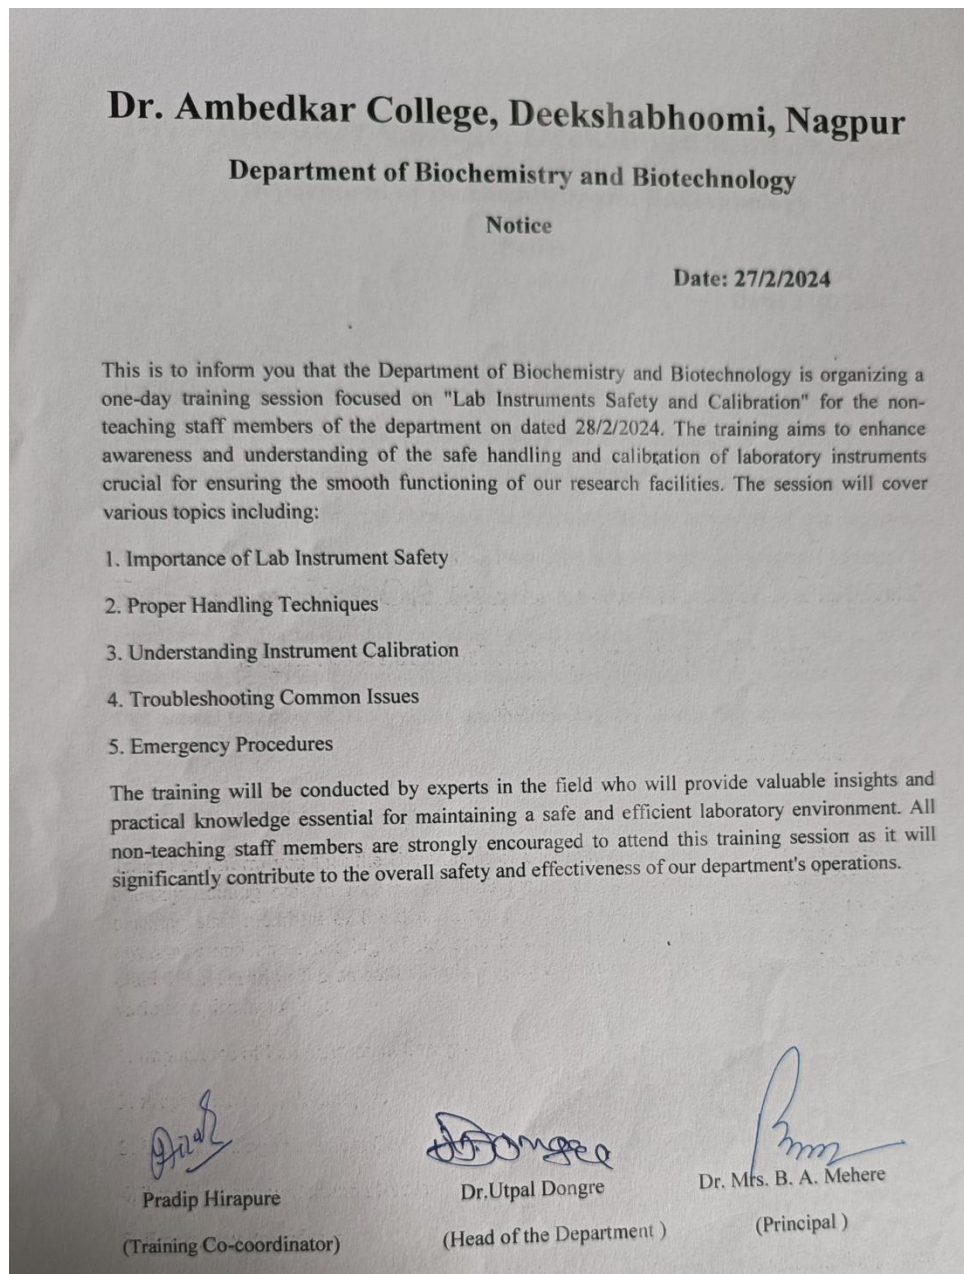 Dr. Ambedkar College, Deekshabhoomi, Nagpur
Department of Biochemistry and Biotechnology
Notice
Date: 27/2/2024
This is to inform you that the Department of Biochemistry and Biotechnology is organizing a
one-day training session focused on "Lab Instruments Safety and Calibration" for the non-
teaching staff members of the department on dated 28/2/2024. The training aims to enhance
awareness and understanding of the safe handling and calibration of laboratory instruments
crucial for ensuring the smooth functioning of our research facilities. The session will cover
various topics including:
1. Importance of Lab Instrument Safety
2. Proper Handling Techniques
3. Understanding Instrument Calibration
4. Troubleshooting Common Issues
5. Emergency Procedures
The training will be conducted by experts in the field who will provide valuable insights and
practical knowledge essential for maintaining a safe and efficient laboratory environment. All
non-teaching staff members are strongly encouraged to attend this training session as it will
significantly contribute to the overall safety and effectiveness of our department's operations.
Pradip Hirapure Dr.Utpal Dongre Dr. Mrs. B. A. Mehere
(Training Co-coordinator) (Head of the Department ) (Principal )